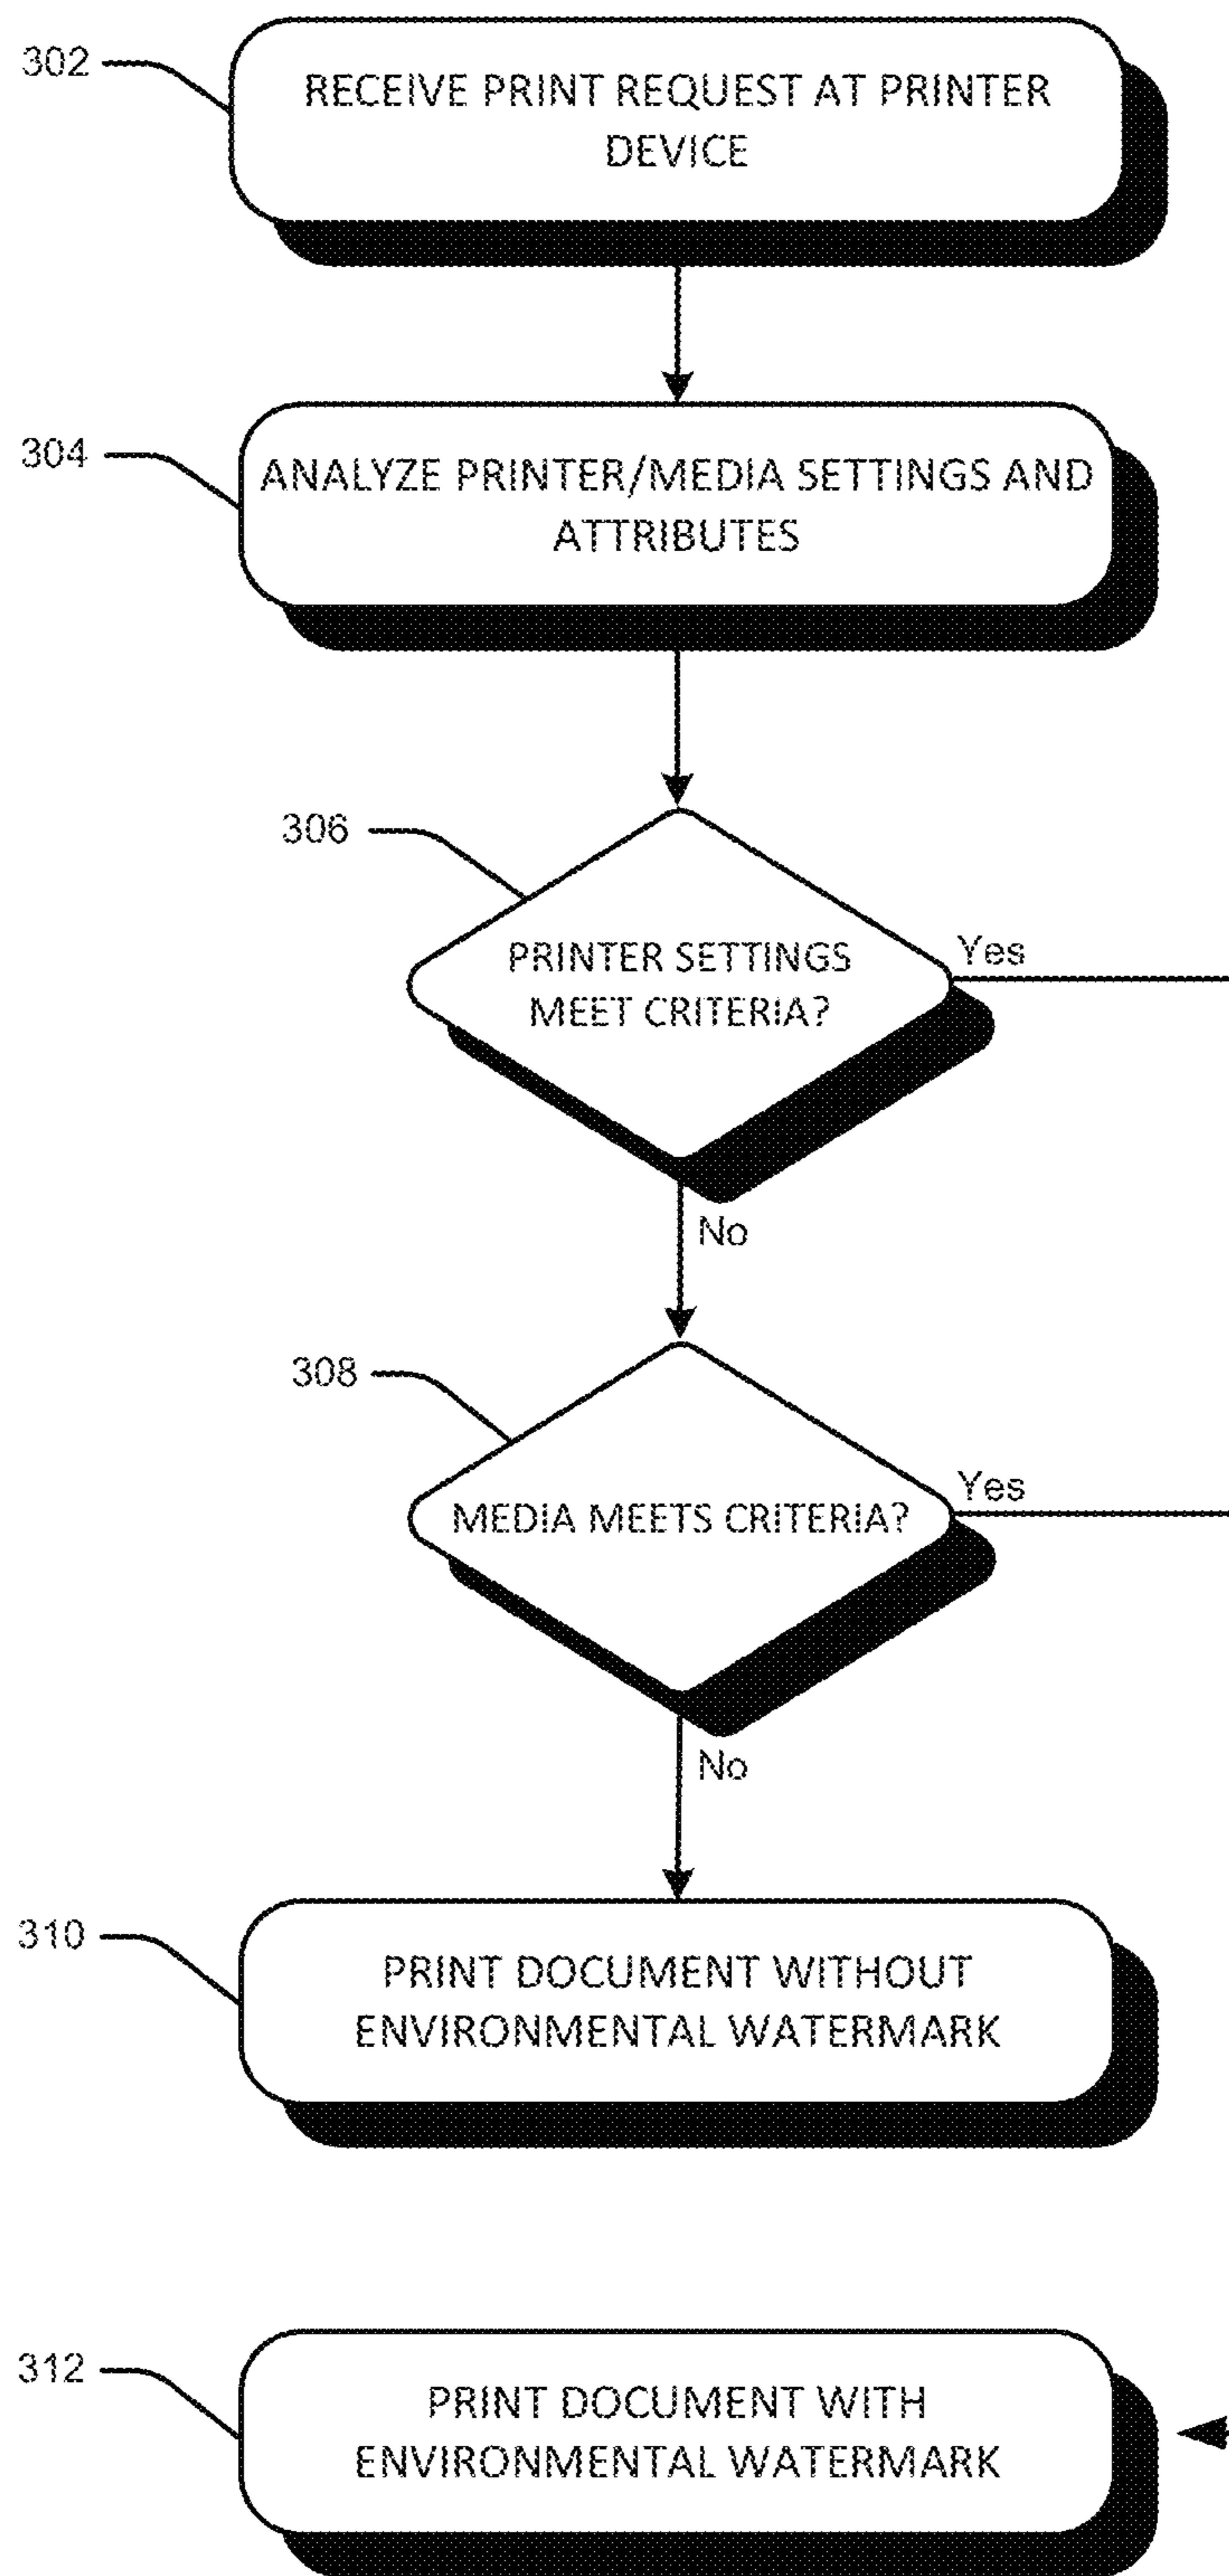 302
RECEIVE PRINT REQUEST AT PRINTER
DEVICE
304
ANALYZE PRINTER/MEDIA SETTINGS AND
ATTRIBUTES
306
PRINTER SETTINGS
MEET CRITERIA?
Yes
No
308
MEDIA MEETS CRITERIA?
Yes
No
310
PRINT DOCUMENT WITHOUT
ENVIRONMENTAL WATERMARK
312
PRINT DOCUMENT WITH
ENVIRONMENTAL WATERMARK